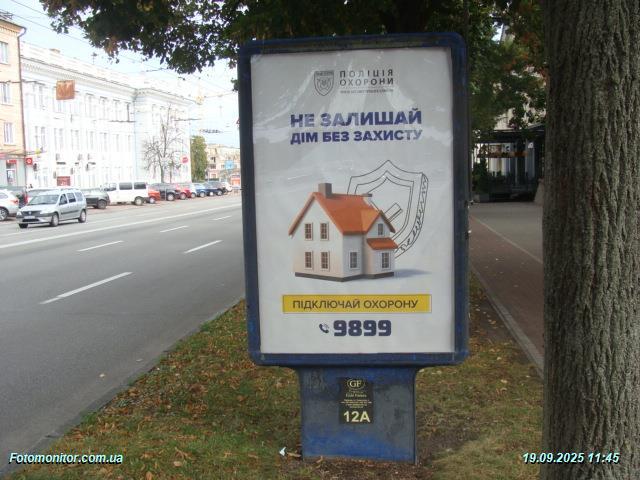 ПОЛІЦІЯ
ОХОРОНИ
НЕ ЗАЛИШАЙ
ДІМ БЕЗ ЗАХИСТУ
ПІДКЛЮЧАЙ ОХОРОНУ
9899
GF
12A
Fotomonitor.com.ua
19.09.2025 11:45